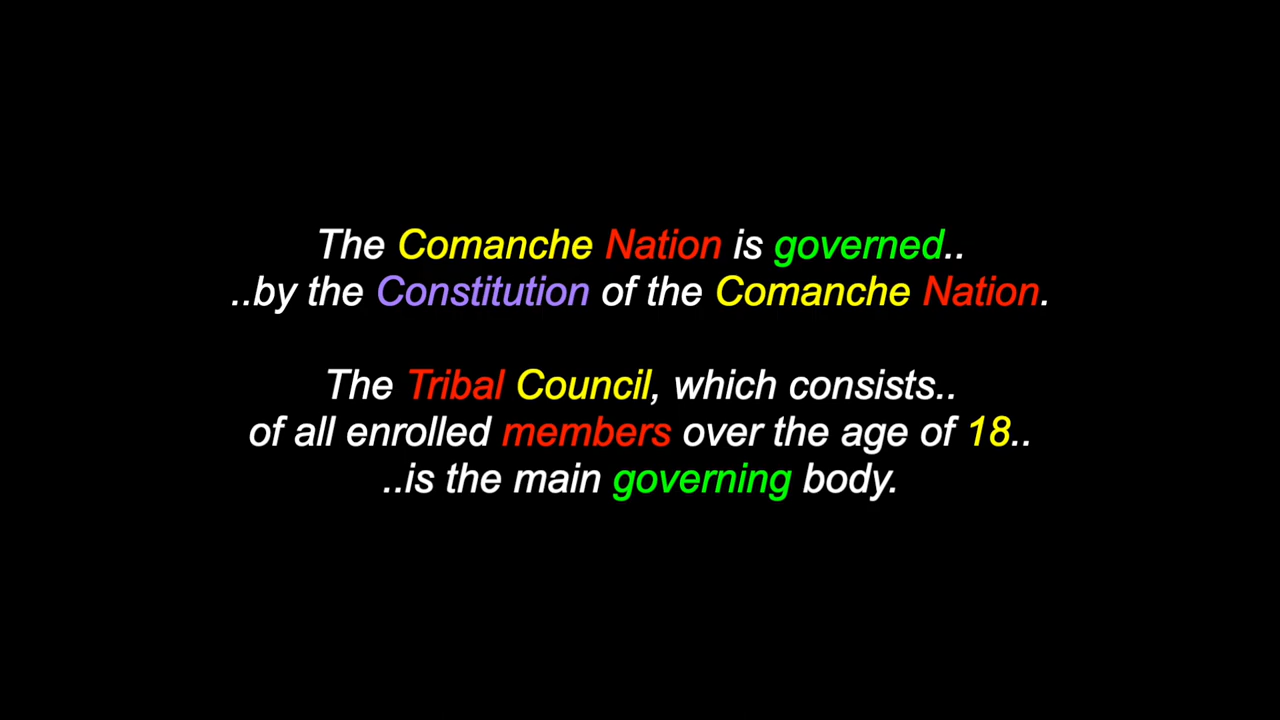 The Comanche Nation is governed..
..by the Constitution of the Comanche Nation.
The Tribal Council, which consists..
of all enrolled members over the age of 18..
..is the main governing body.